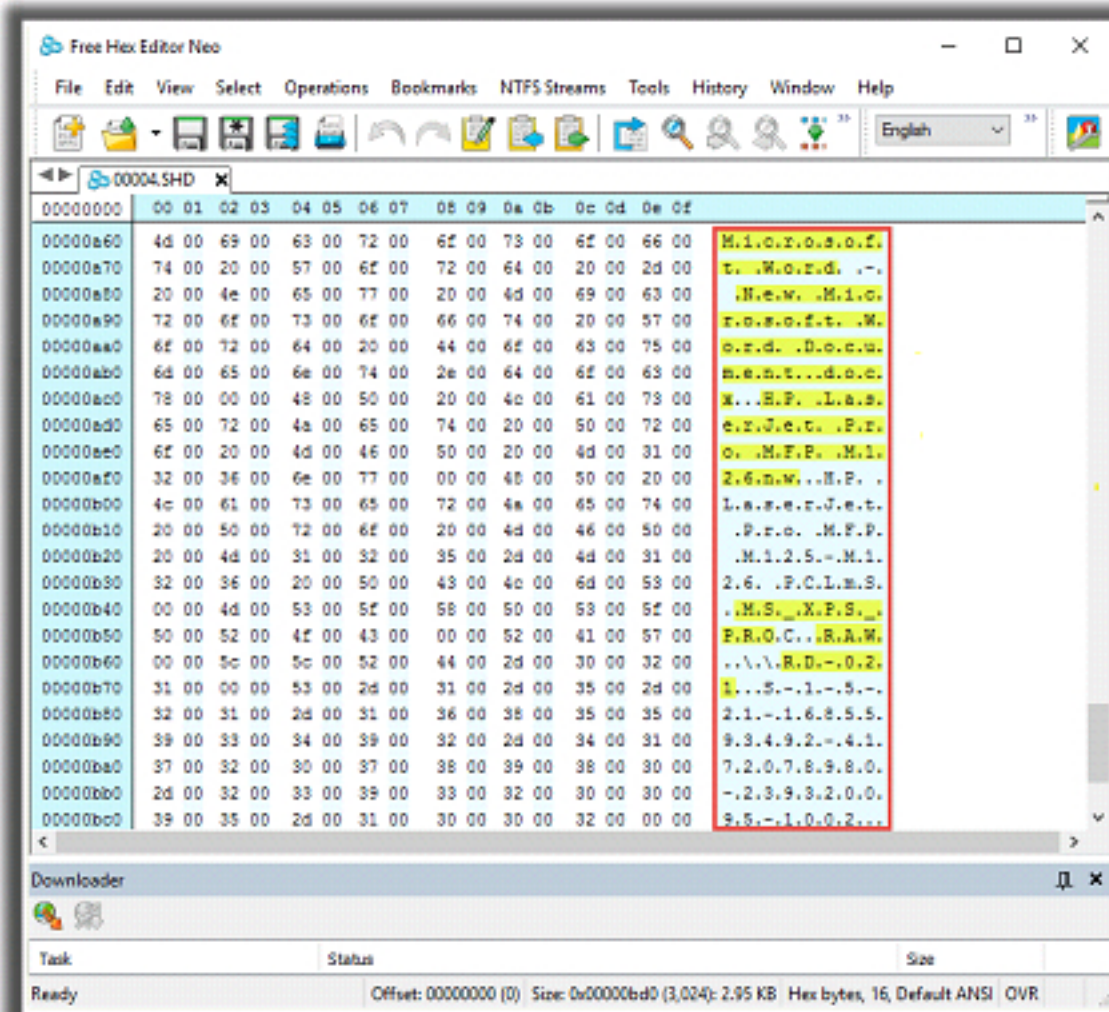 Free Hex Editor Neo
File Edit View Select Operations Bookmarks NTFS Streams Tools History Window Help
English
00004.SHD
00000000 00 01 02 03 04 05 06 07 08 09 0a 0b 0c 0d 0e 0f
00000a60 4d 00 69 00 63 00 72 00 6f 00 73 00 6f 00 66 00 M.i.c.r.o.s.o.f.
00000a70 74 00 20 00 57 00 6f 00 72 00 64 00 20 00 2d 00 t. .W.o.r.d. .-.
00000a80 20 00 4e 00 65 00 77 00 20 00 4d 00 69 00 63 00 .N.e.w. .M.i.c.
00000a90 72 00 6f 00 73 00 6f 00 66 00 74 00 20 00 57 00 r.o.s.o.f.t. .W.
00000aa0 6f 00 72 00 64 00 20 00 44 00 6f 00 63 00 75 00 o.r.d. .D.o.c.u.
00000ab0 6d 00 65 00 6e 00 74 00 2e 00 64 00 6f 00 63 00 m.e.n.t...d.o.c.
00000ac0 78 00 00 00 48 00 50 00 20 00 4c 00 61 00 73 00 x...H.P. .L.a.s.
00000ad0 65 00 72 00 4a 00 65 00 74 00 20 00 50 00 72 00 e.r.J.e.t. .P.r.
00000ae0 6f 00 20 00 4d 00 46 00 50 00 20 00 4d 00 31 00 o. .M.F.P. .M.1.
00000af0 32 00 36 00 6e 00 77 00 00 00 48 00 50 00 20 00 2.6.n.w...H.P. .
00000b00 4c 00 61 00 73 00 65 00 72 00 4a 00 65 00 74 00 L.a.s.e.r.J.e.t.
00000b10 20 00 50 00 72 00 6f 00 20 00 4d 00 46 00 50 00 .P.r.o. .M.F.P.
00000b20 20 00 4d 00 31 00 32 00 35 00 2d 00 4d 00 31 00 .M.1.2.5.-.M.1.
00000b30 32 00 36 00 20 00 50 00 43 00 4c 00 6d 00 53 00 2.6. .P.C.L.m.S.
00000b40 00 00 4d 00 53 00 5f 00 58 00 50 00 53 00 5f 00 ..M.S._.X.P.S._.
00000b50 50 00 52 00 4f 00 43 00 00 00 52 00 41 00 57 00 P.R.O.C...R.A.W.
00000b60 00 00 5c 00 5c 00 52 00 44 00 2d 00 30 00 32 00 ..\.\.R.D.-.0.2.
00000b70 31 00 00 00 53 00 2d 00 31 00 2d 00 35 00 2d 00 1...S.-.1.-.5.-.
00000b80 32 00 31 00 2d 00 31 00 36 00 38 00 35 00 35 00 2.1.-.1.6.8.5.5.
00000b90 39 00 33 00 34 00 39 00 32 00 2d 00 34 00 31 00 9.3.4.9.2.-.4.1.
00000ba0 37 00 32 00 30 00 37 00 38 00 39 00 38 00 30 00 7.2.0.7.8.9.8.0.
00000bb0 2d 00 32 00 33 00 39 00 33 00 32 00 30 00 30 00 -.2.3.9.3.2.0.0.
00000bc0 39 00 35 00 2d 00 31 00 30 00 30 00 32 00 00 00 9.5.-.1.0.0.2...
Downloader
Task Status Size
Ready Offset: 00000000 (0) Size: 0x00000bd0 (3,024): 2.95 KB Hex bytes, 16, Default ANSI OVR